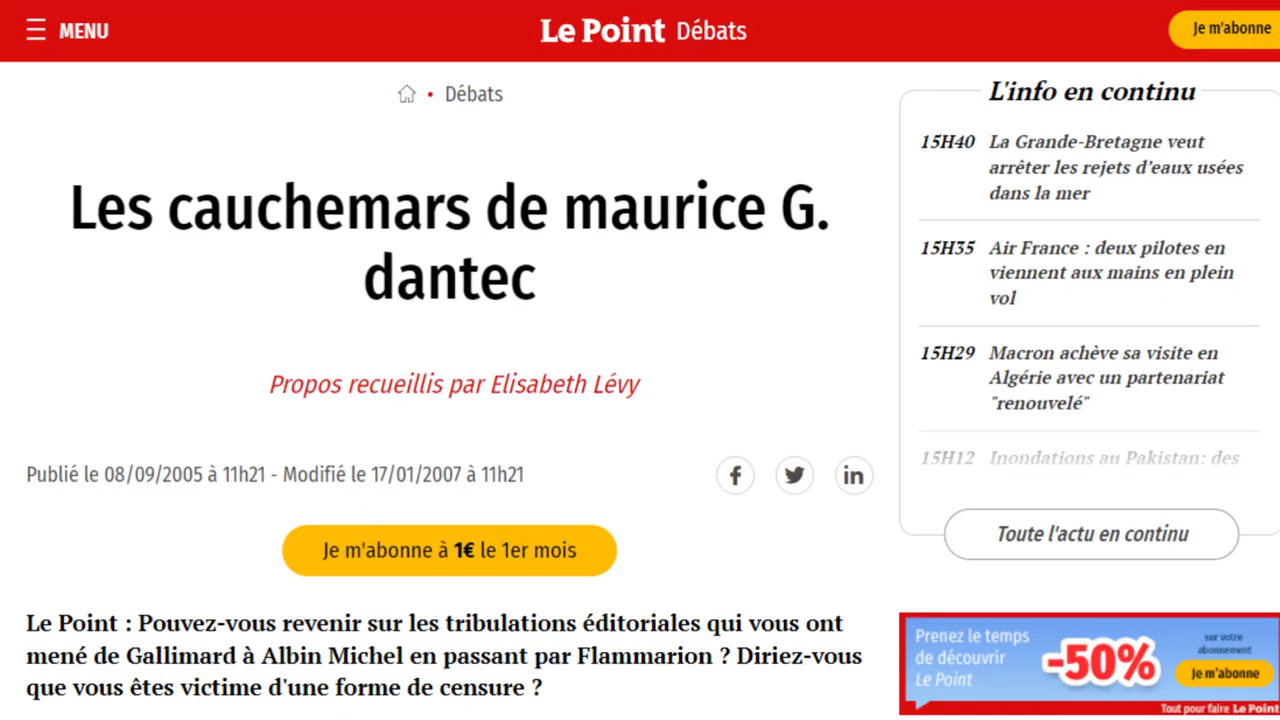 MENU
Le Point Débats
Je m'abonne
Débats
Les cauchemars de maurice G.
dantec
Propos recueillis par Elisabeth Lévy
Publié le 08/09/2005 à 11h21 - Modifié le 17/01/2007 à 11h21
Je m'abonne à 1€ le 1er mois
Le Point : Pouvez-vous revenir sur les tribulations éditoriales qui vous ont
mené de Gallimard à Albin Michel en passant par Flammarion ? Diriez-vous
que vous êtes victime d'une forme de censure ?
L'info en continu
15H40 La Grande-Bretagne veut
arrêter les rejets d'eaux usées
dans la mer
15H35 Air France : deux pilotes en
viennent aux mains en plein
vol
15H29 Macron achève sa visite en
Algérie avec un partenariat
"renouvelé"
15H12 Inondations au Pakistan: des
Toute l'actu en continu
Prenez le temps
de découvrir
Le Point
-50%
sur votre
abonnement
Je m'abonne
Tout pour faire Le Point